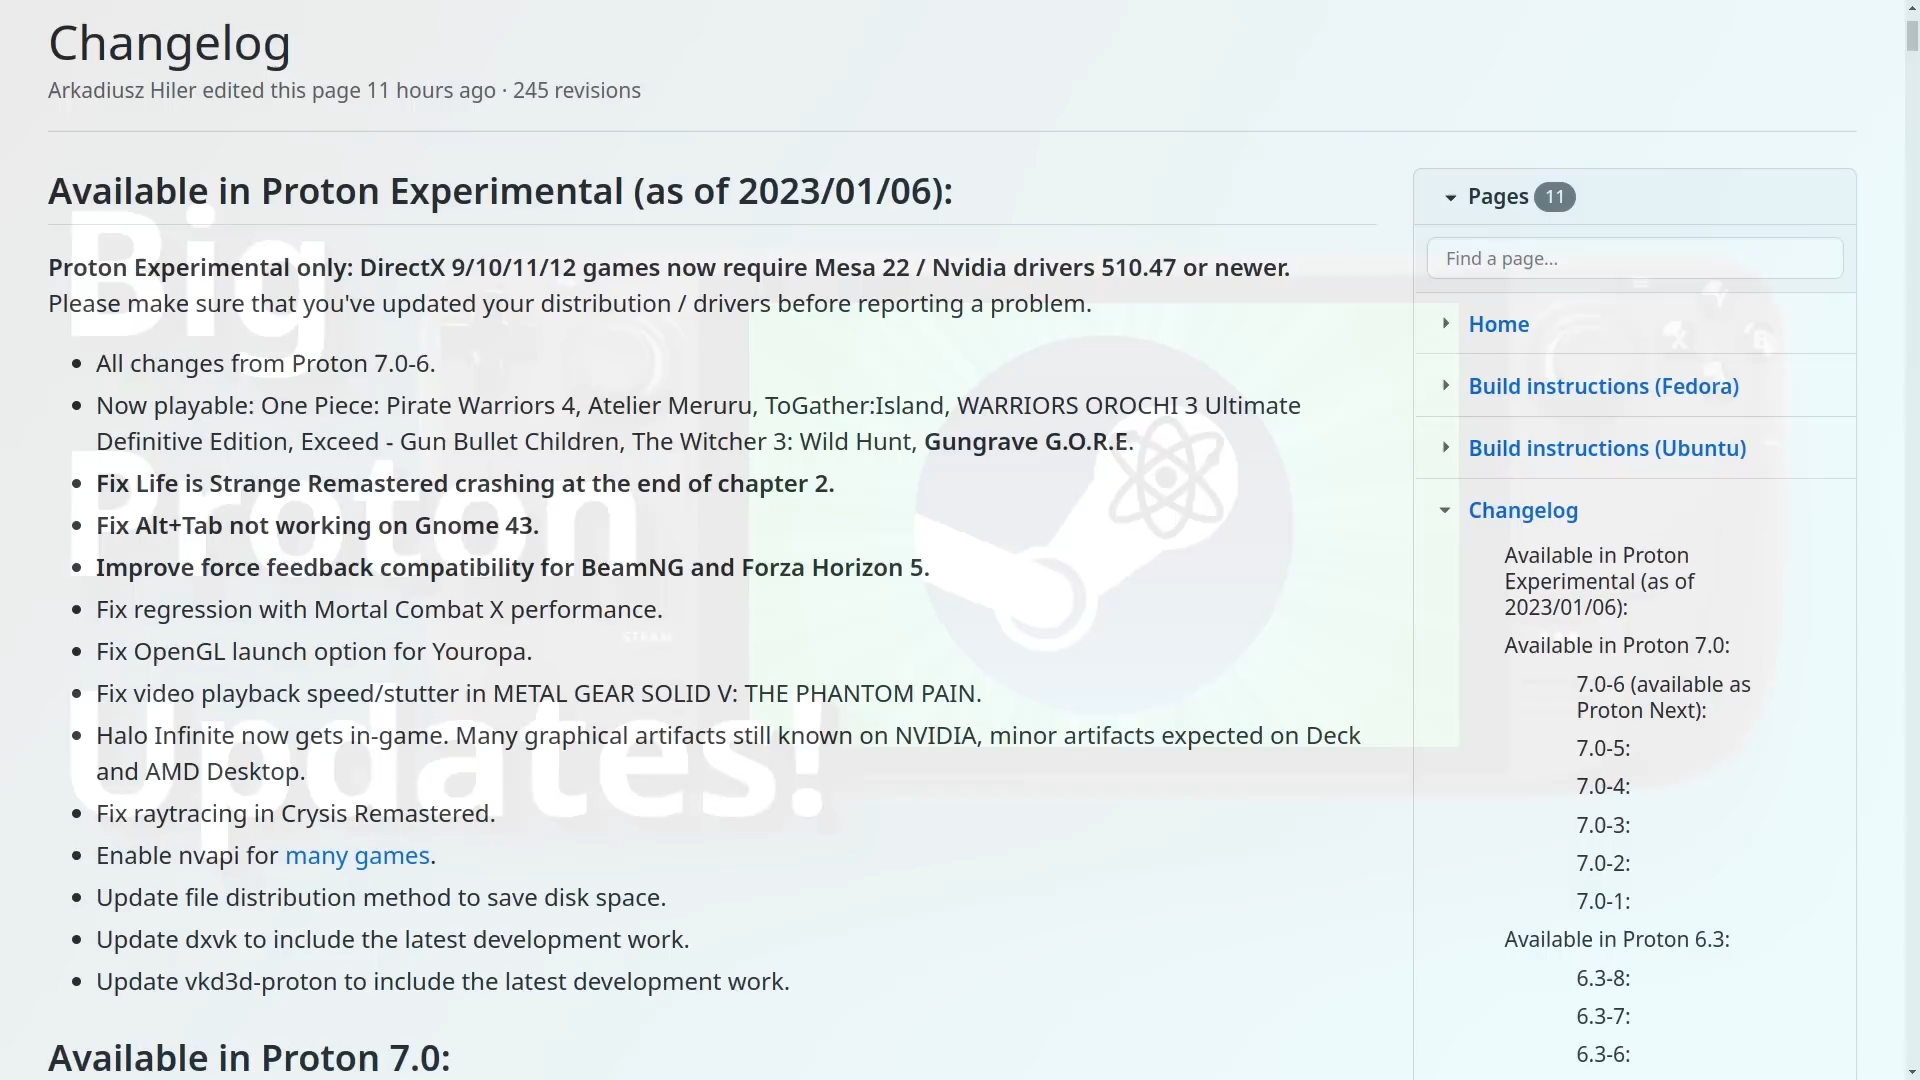 Changelog
Arkadiusz Hiler edited this page 11 hours ago · 245 revisions
Available in Proton Experimental (as of 2023/01/06):
Proton Experimental only: DirectX 9/10/11/12 games now require Mesa 22 / Nvidia drivers 510.47 or newer.
Please make sure that you've updated your distribution / drivers before reporting a problem.
All changes from Proton 7.0-6.
Now playable: One Piece: Pirate Warriors 4, Atelier Meruru, ToGather:Island, WARRIORS OROCHI 3 Ultimate
Definitive Edition, Exceed - Gun Bullet Children, The Witcher 3: Wild Hunt, Gungrave G.O.R.E.
Fix Life is Strange Remastered crashing at the end of chapter 2.
Fix Alt+Tab not working on Gnome 43.
Improve force feedback compatibility for BeamNG and Forza Horizon 5.
Fix regression with Mortal Combat X performance.
Fix OpenGL launch option for Youropa.
Fix video playback speed/stutter in METAL GEAR SOLID V: THE PHANTOM PAIN.
Halo Infinite now gets in-game. Many graphical artifacts still known on NVIDIA, minor artifacts expected on Deck
and AMD Desktop.
Fix raytracing in Crysis Remastered.
Enable nvapi for many games.
Update file distribution method to save disk space.
Update dxvk to include the latest development work.
Update vkd3d-proton to include the latest development work.
Available in Proton 7.0:
Pages 11
Find a page...
Home
Build instructions (Fedora)
Build instructions (Ubuntu)
Changelog
Available in Proton
Experimental (as of
2023/01/06):
Available in Proton 7.0:
7.0-6 (available as
Proton Next):
7.0-5:
7.0-4:
7.0-3:
7.0-2:
7.0-1:
Available in Proton 6.3:
6.3-8:
6.3-7:
6.3-6:
Big
Proton
Updates!
STEAM